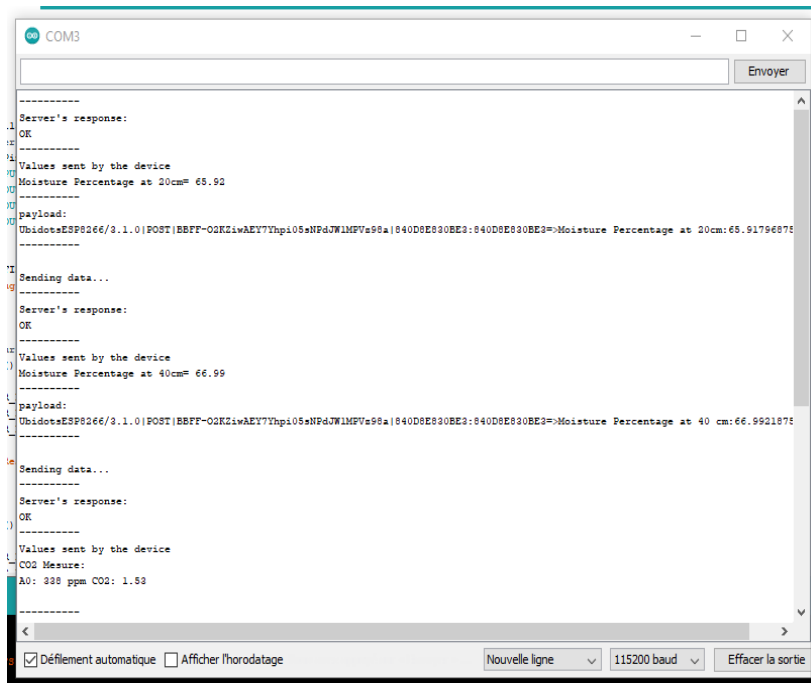 COM3
Envoyer
----------
Server's response:
OK
----------
Values sent by the device
Moisture Percentage at 20cm= 65.92
----------
payload:
UbidotsESP8266/3.1.0|POST|BBFF-O2KZiwAEY7Yhpi05sNPdJW1MPVz98a|840D8E830BE3:840D8E830BE3=>Moisture Percentage at 20cm:65.91796875
----------
Sending data...
----------
Server's response:
OK
----------
Values sent by the device
Moisture Percentage at 40cm= 66.99
----------
payload:
UbidotsESP8266/3.1.0|POST|BBFF-O2KZiwAEY7Yhpi05sNPdJW1MPVz98a|840D8E830BE3:840D8E830BE3=>Moisture Percentage at 40 cm:66.9921875
----------
Sending data...
----------
Server's response:
OK
----------
Values sent by the device
CO2 Mesure:
A0: 338 ppm CO2: 1.53
----------
Défilement automatique Afficher l'horodatage Nouvelle ligne 115200 baud Effacer la sortie